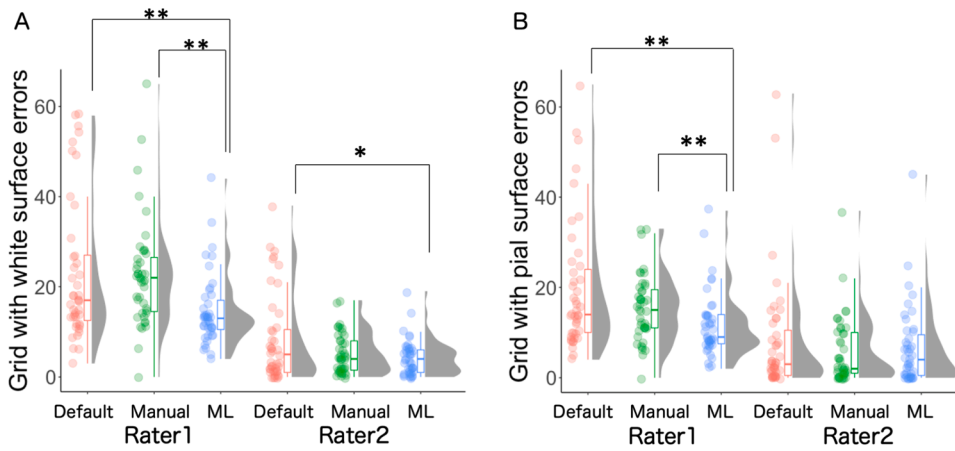 A
**
**
*
Grid with white surface errors
60
40
20
0
Default Manual ML Default Manual ML
Rater1 Rater2
B
**
**
Grid with pial surface errors
60
40
20
0
Default Manual ML Default Manual ML
Rater1 Rater2